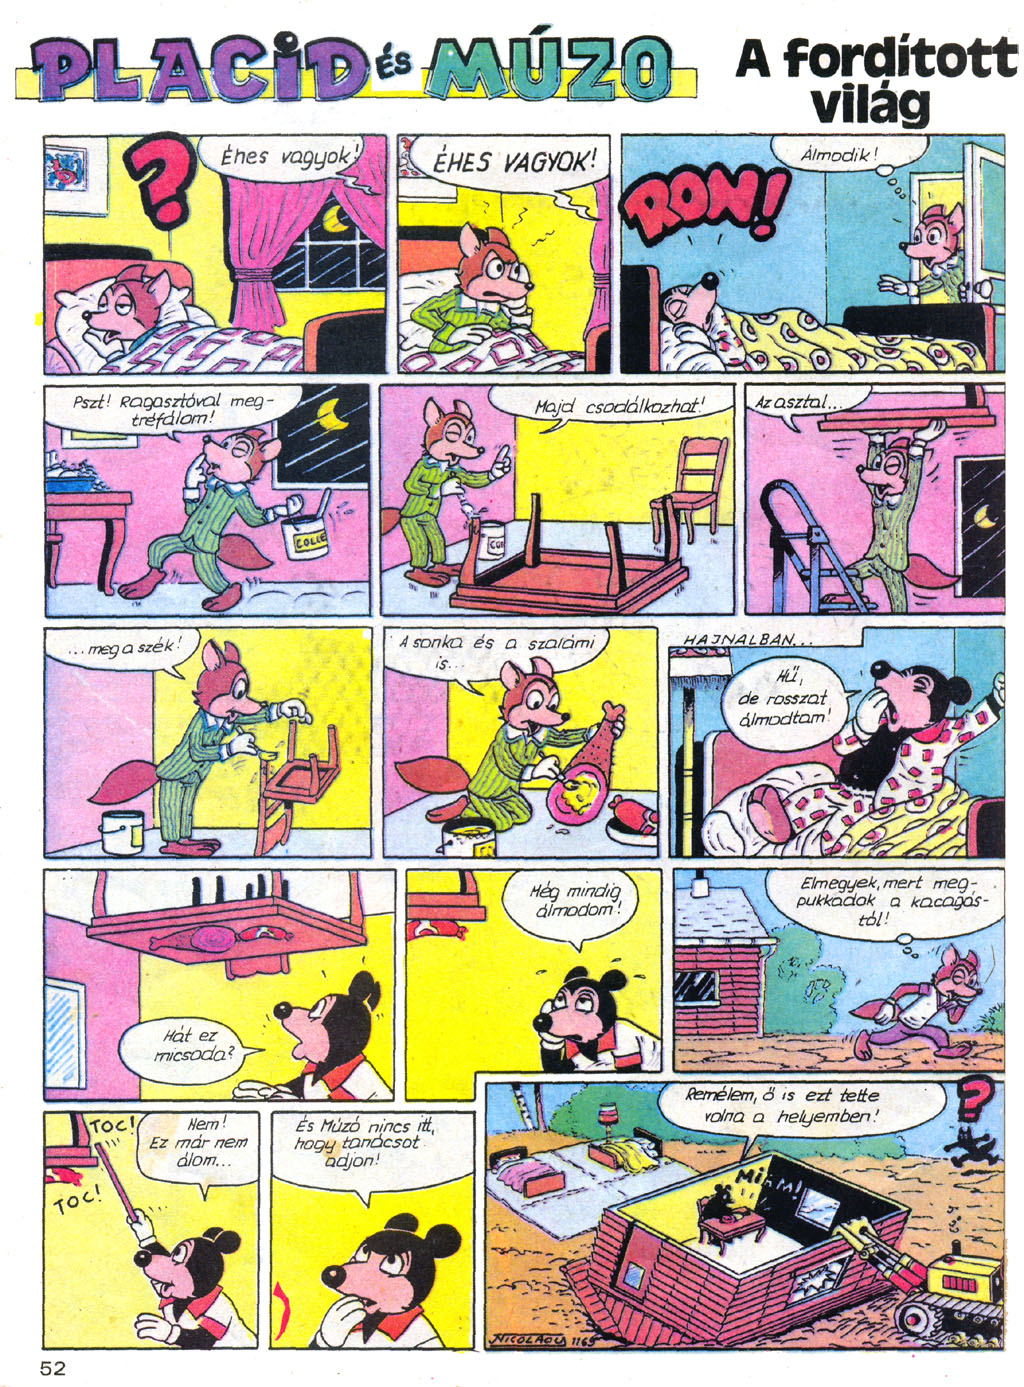 PLACID és MÚZO
A fordított
világ
?
Éhes vagyok!
ÉHES VAGYOK!
RON!
Álmodik!
Pszt! Ragasztóval meg-
tréfálom!
COLLE
Majd csodálkozhat!
Az asztal...
...meg a szék!
A sonka és a szalámi
is...
HAJNALBAN...
Hű,
de rosszat
álmodtam!
Hát ez
micsoda?
Még mindig
álmodom!
Elmegyek, mert meg-
pukkadok a kacagás-
tól!
TOC!
TOC!
Nem!
Ez már nem
álom...
És Múzó nincs itt,
hogy tanácsot
adjon!
Remélem, ő is ezt tette
volna a helyemben!
?
NICOLAOU 1169
52